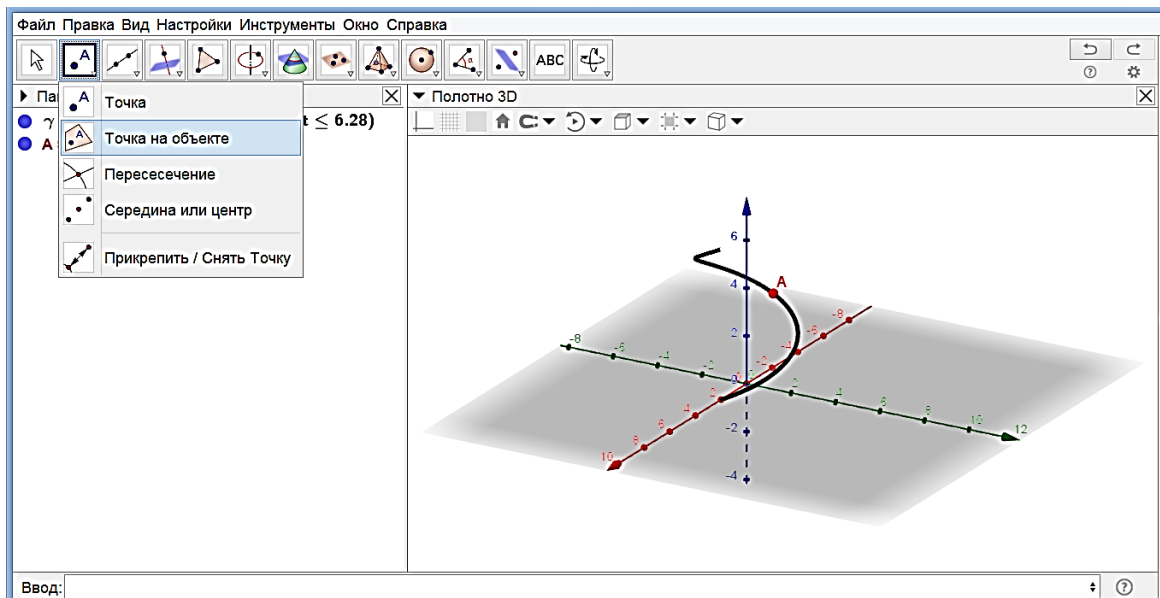 Файл Правка Вид Настройки Инструменты Окно Справка
A A α ABC
Па
Точка
γ t ≤ 6.28)
Точка на объекте
A
Пересесечение
Середина или центр
Прикрепить / Снять Точку
Полотно 3D
6
A
4
-8
-6
2
-4
-8 -6 -4 -2
-2
0
2
2 4 6 8 10 12
4
6
-2
8
10
-4
Ввод: